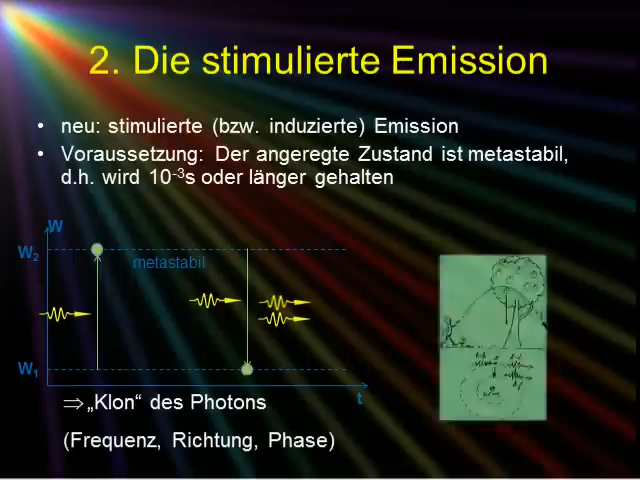 2. Die stimulierte Emission
• neu: stimulierte (bzw. induzierte) Emission
• Voraussetzung: Der angeregte Zustand ist metastabil,
d.h. wird 10⁻³s oder länger gehalten
W
W₂
metastabil
W₁
t
⇒ „Klon“ des Photons
(Frequenz, Richtung, Phase)